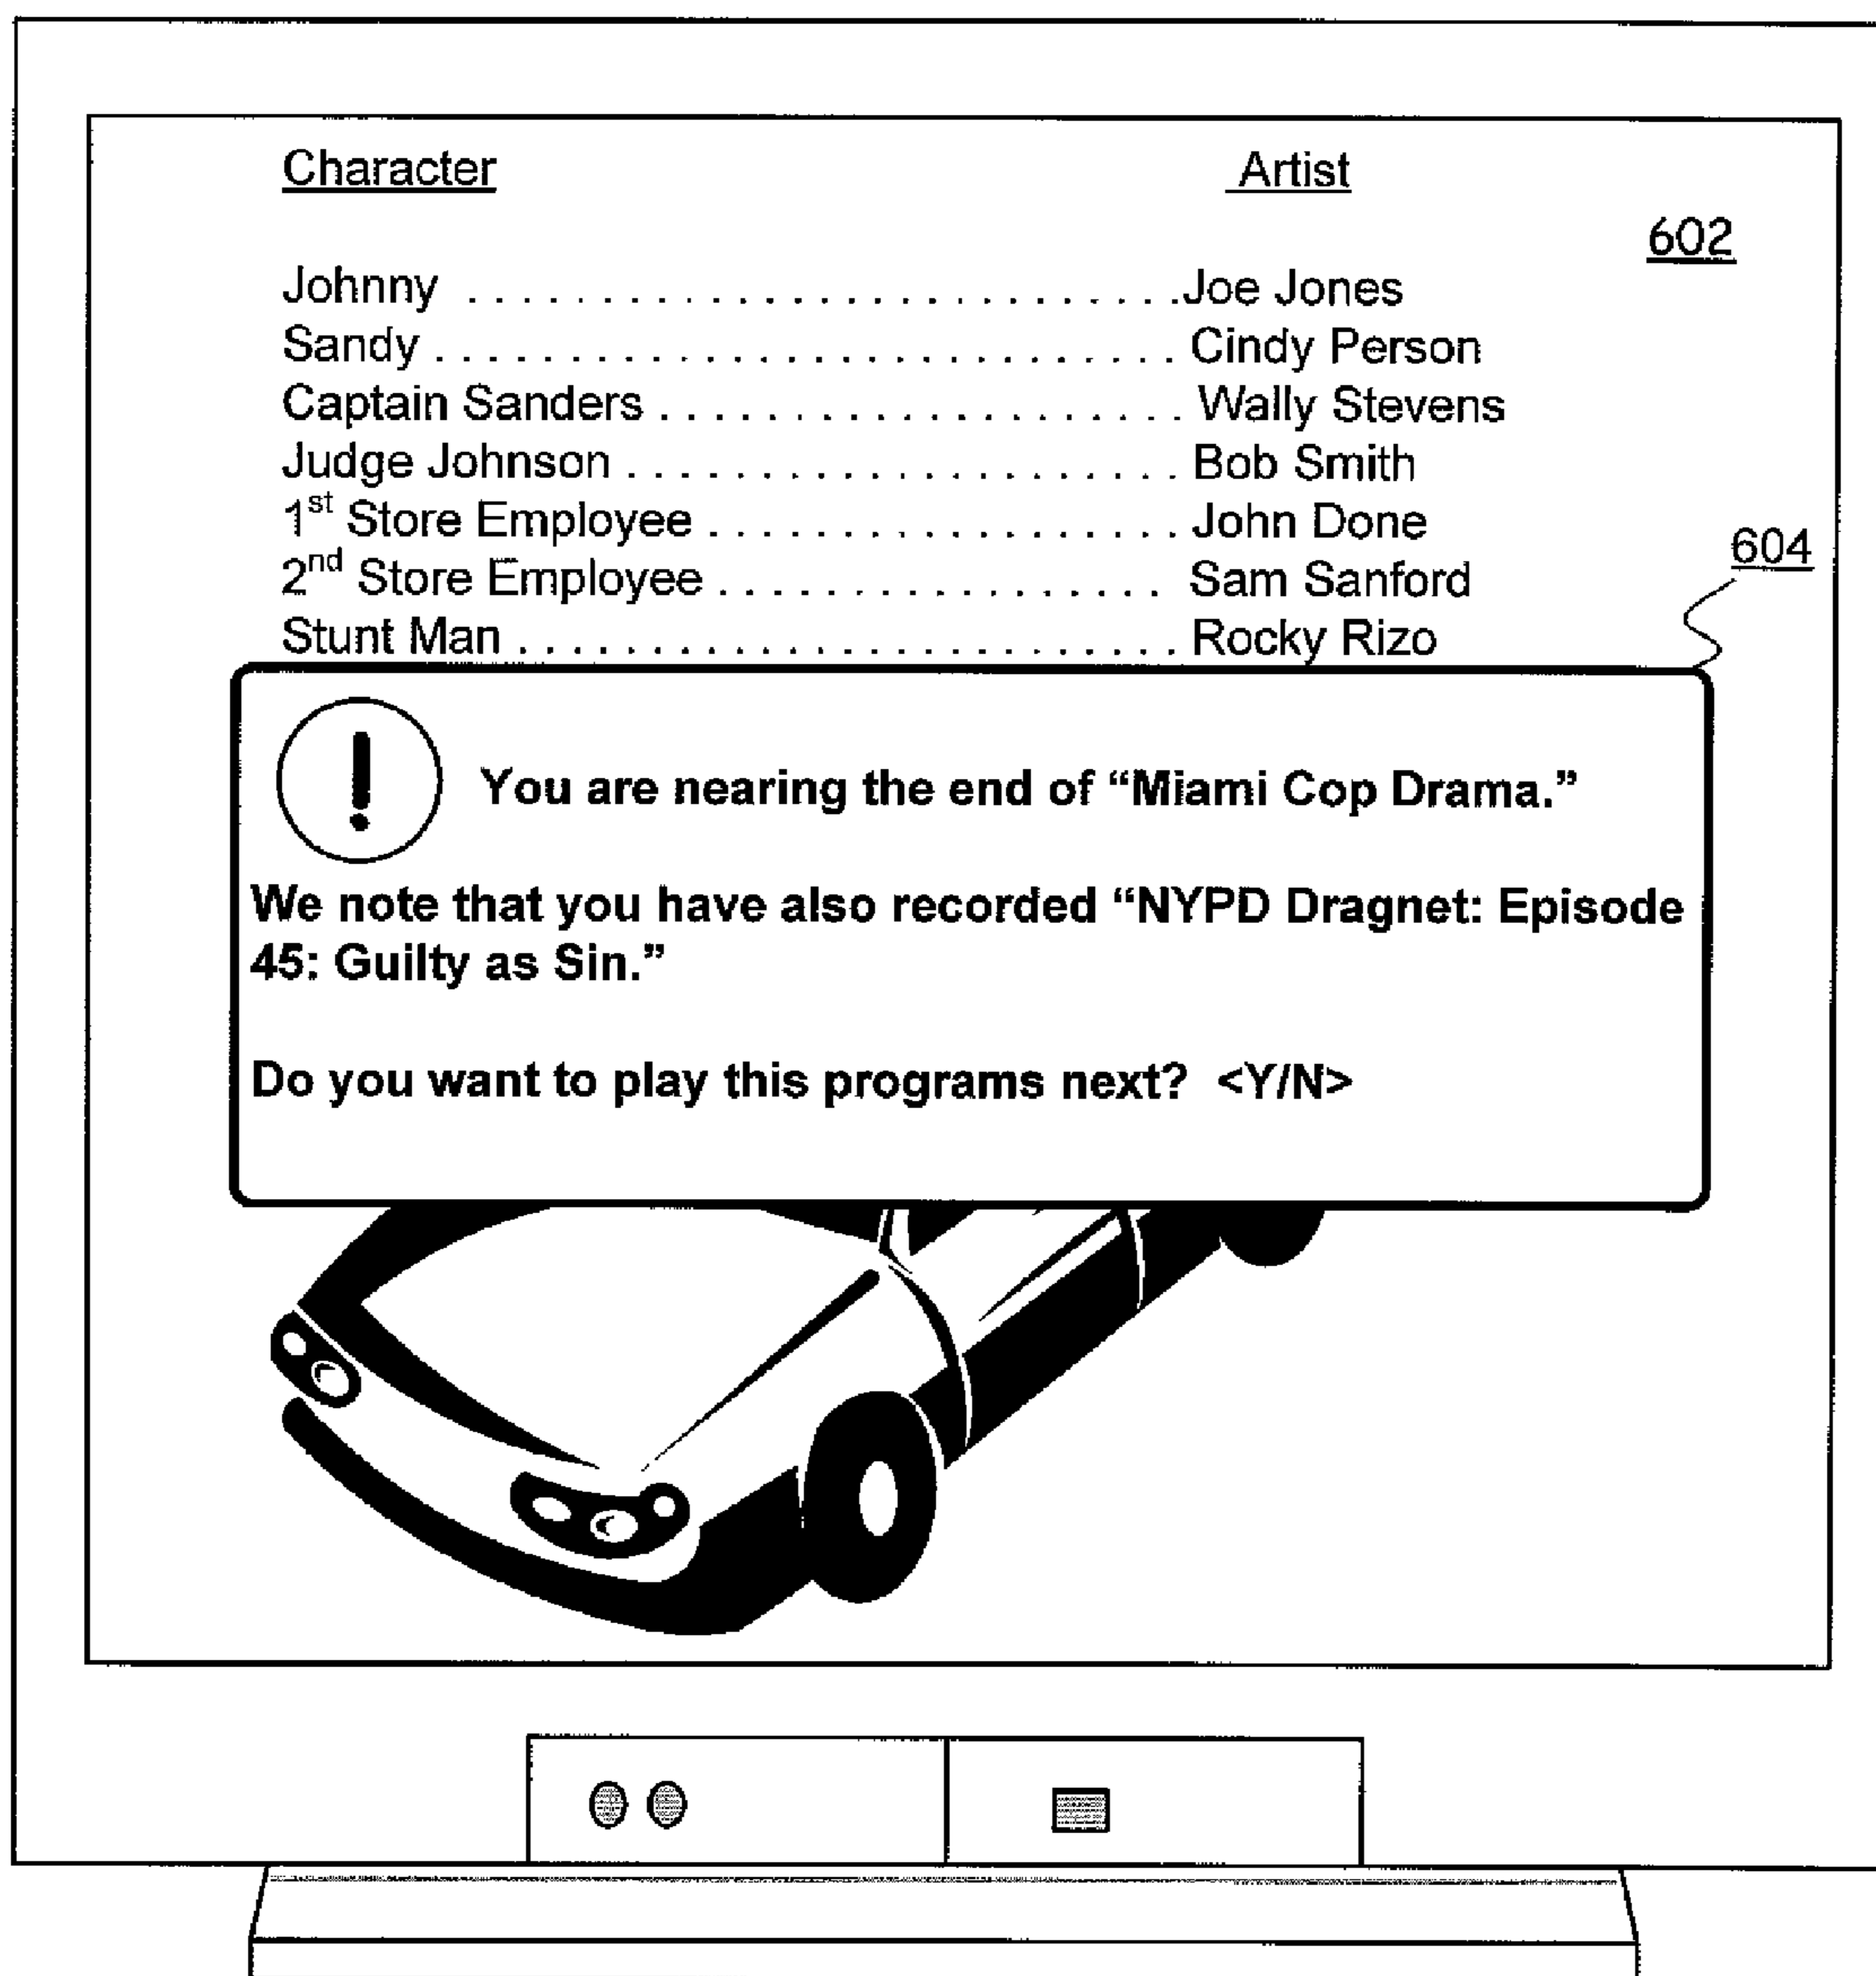 Character Artist
602
Johnny ..........................Joe Jones
Sandy ............................ Cindy Person
Captain Sanders .................... Wally Stevens
Judge Johnson ..................... Bob Smith
1st Store Employee .................. John Done
604
2nd Store Employee ................. Sam Sanford
Stunt Man ......................... Rocky Rizo
! You are nearing the end of “Miami Cop Drama.”
We note that you have also recorded “NYPD Dragnet: Episode
45: Guilty as Sin.”
Do you want to play this programs next? <Y/N>